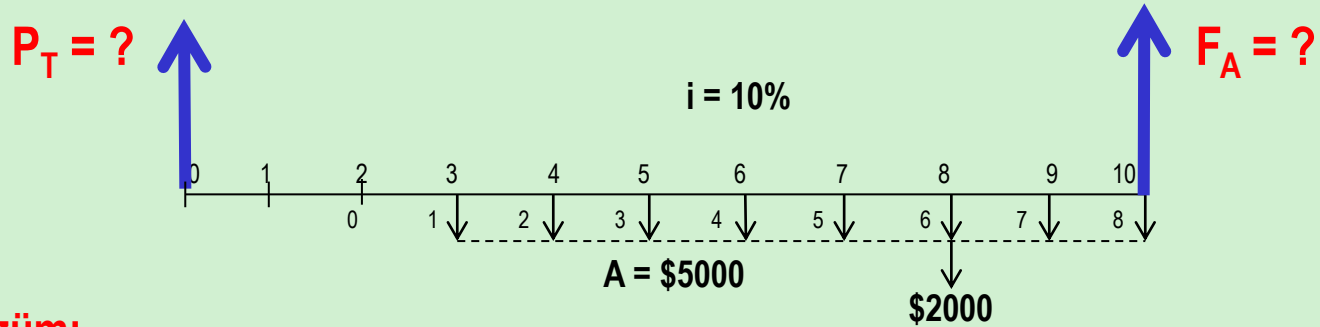 P_T = ?
F_A = ?
i = 10%
0 1 2 3 4 5 6 7 8 9 10
0 1 2 3 4 5 6 7 8
A = $5000
$2000
züm: